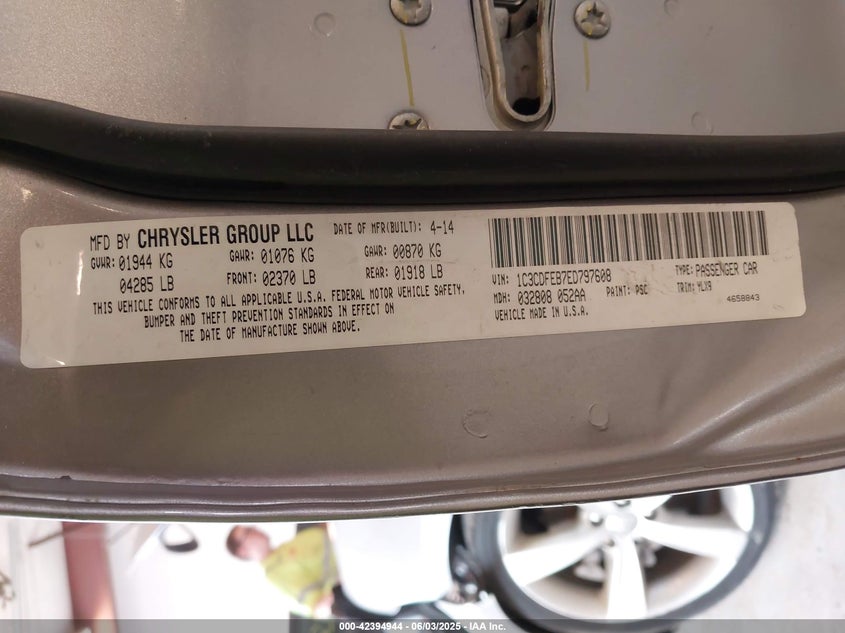 MFD BY CHRYSLER GROUP LLC DATE OF MFR(BUILT): 4-14
GVWR: 01944 KG GAWR: 01076 KG GAWR: 00870 KG
04285 LB FRONT: 02370 LB REAR: 01918 LB
THIS VEHICLE CONFORMS TO ALL APPLICABLE U.S.A. FEDERAL MOTOR VEHICLE SAFETY,
BUMPER AND THEFT PREVENTION STANDARDS IN EFFECT ON
THE DATE OF MANUFACTURE SHOWN ABOVE.
VIN: 1C3CDFEB7ED797608 TYPE: PASSENGER CAR
MDH: 032808 052AA PAINT: PSC TRIM: YLX9
VEHICLE MADE IN U.S.A. 4658843
000-42394944 - 06/03/2025 - IAA Inc.